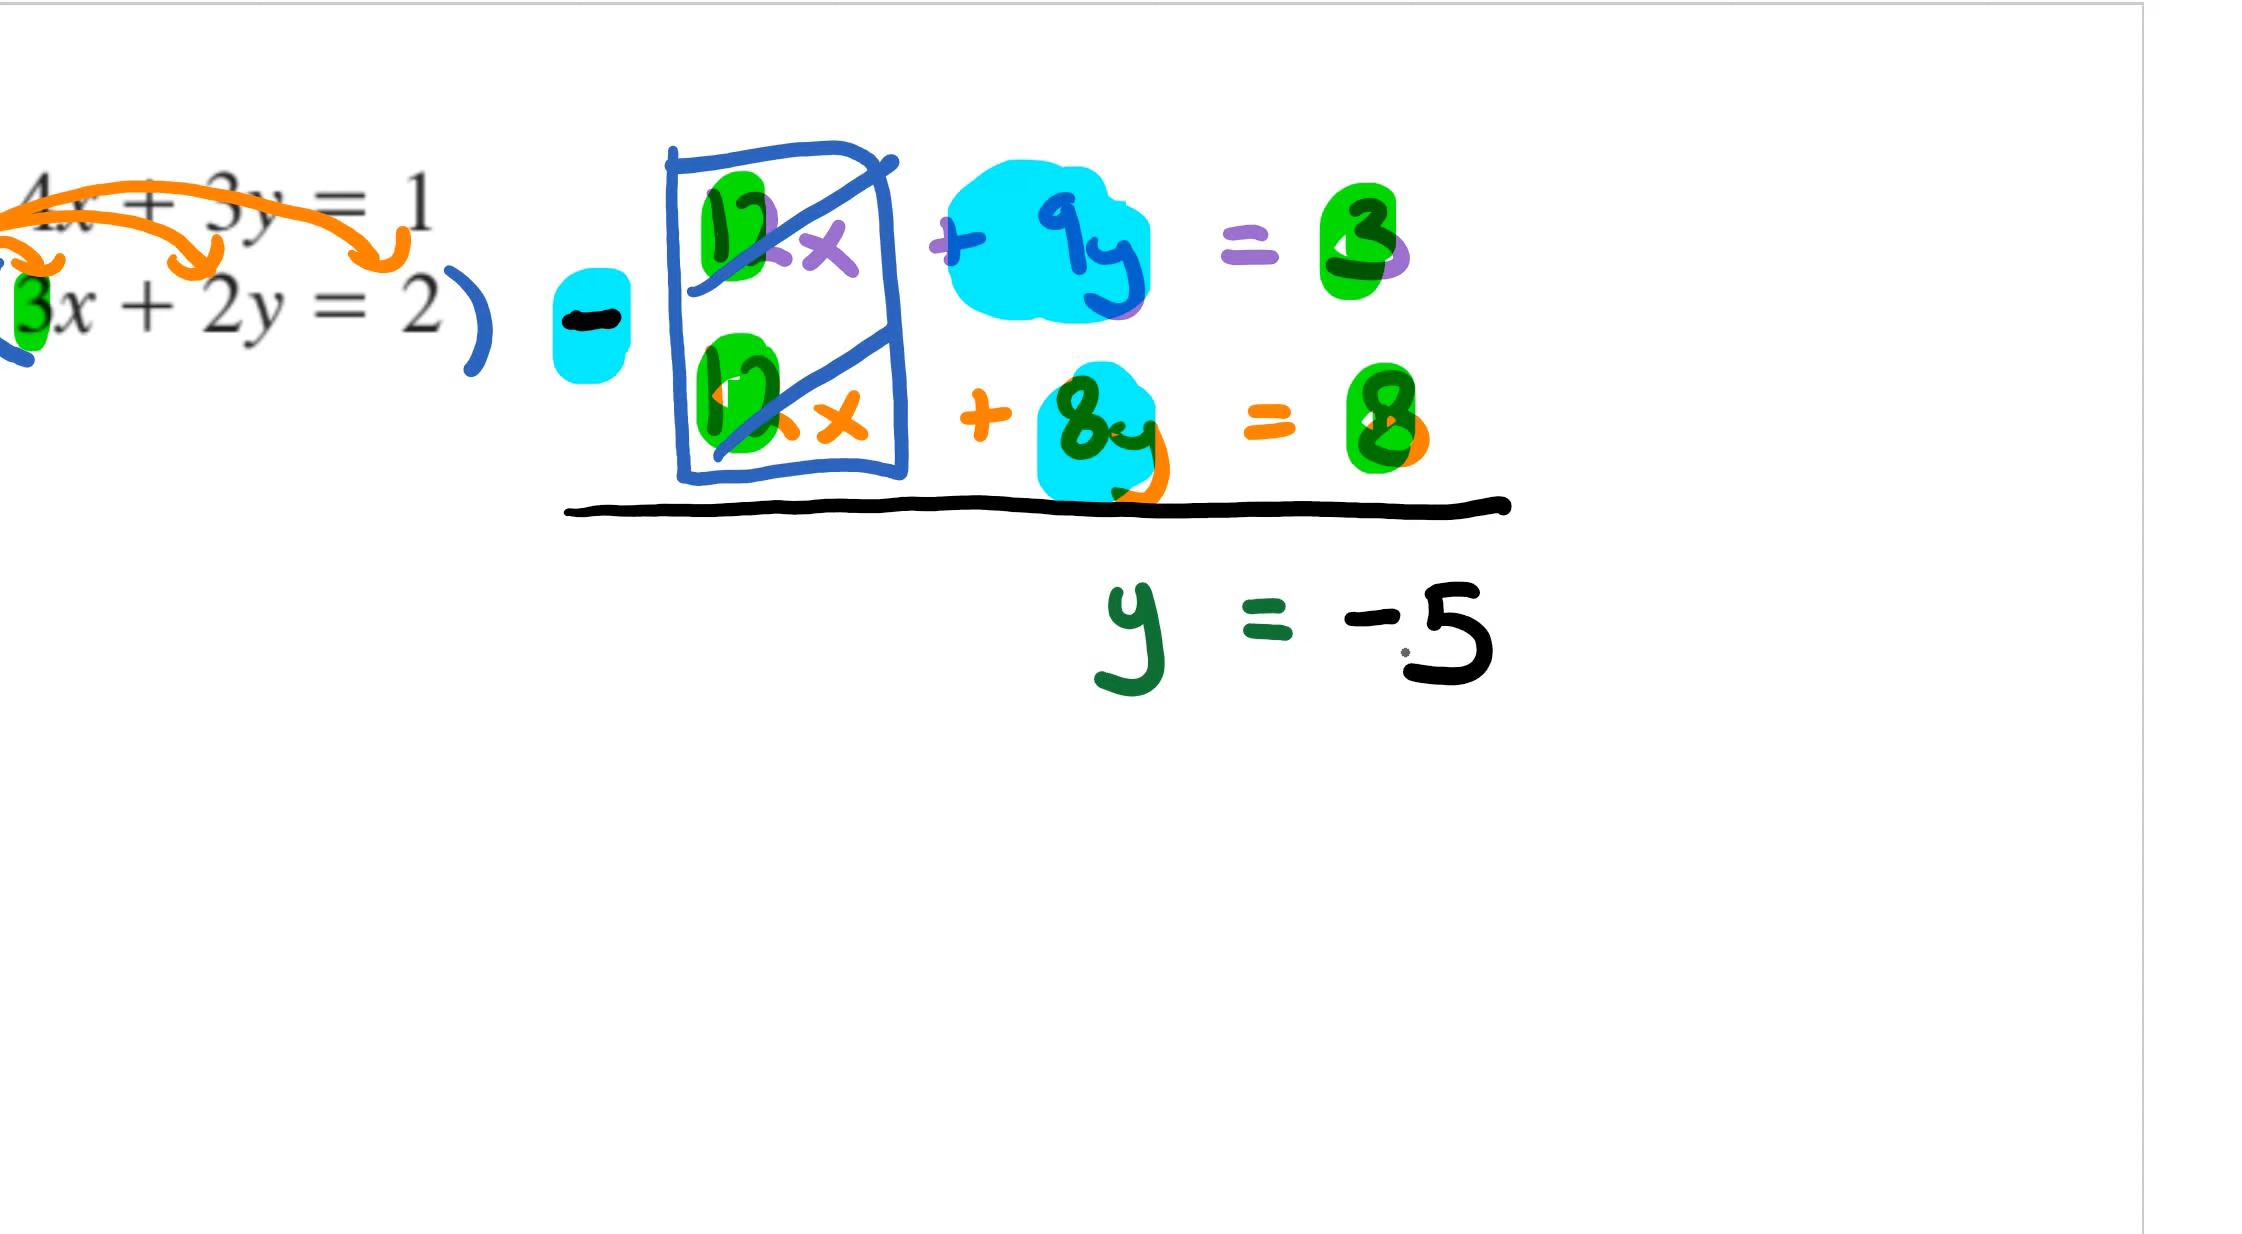 4x + 3y = 1
3x + 2y = 2)
12x + 9y = 3
-
12x + 8y = 8
y = -5